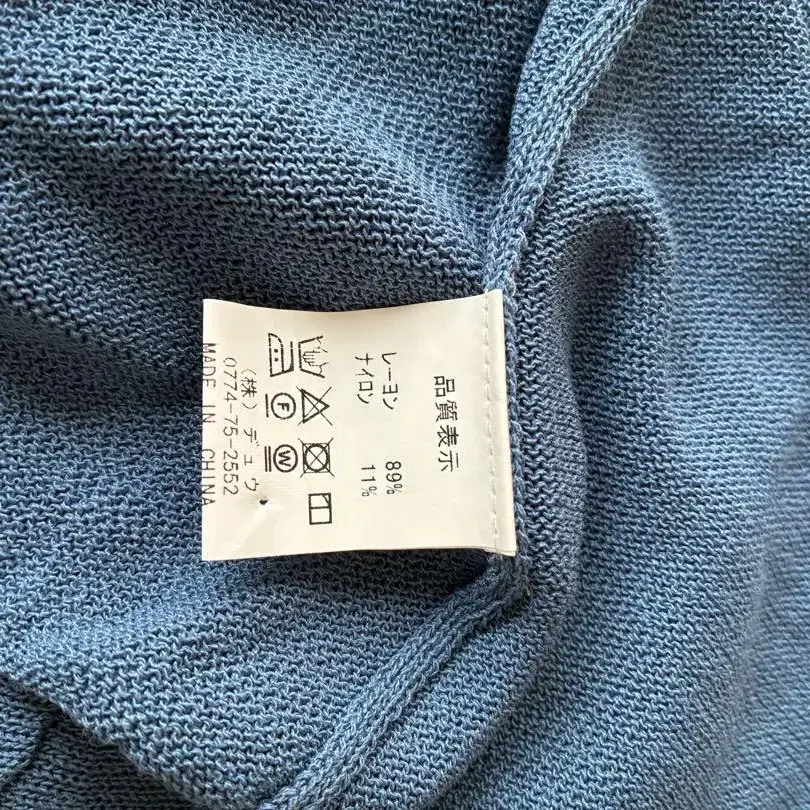 品質表示
レーヨン 89%
ナイロン 11%
F W
(株)デュウ
0774-75-2552
MADE IN CHINA